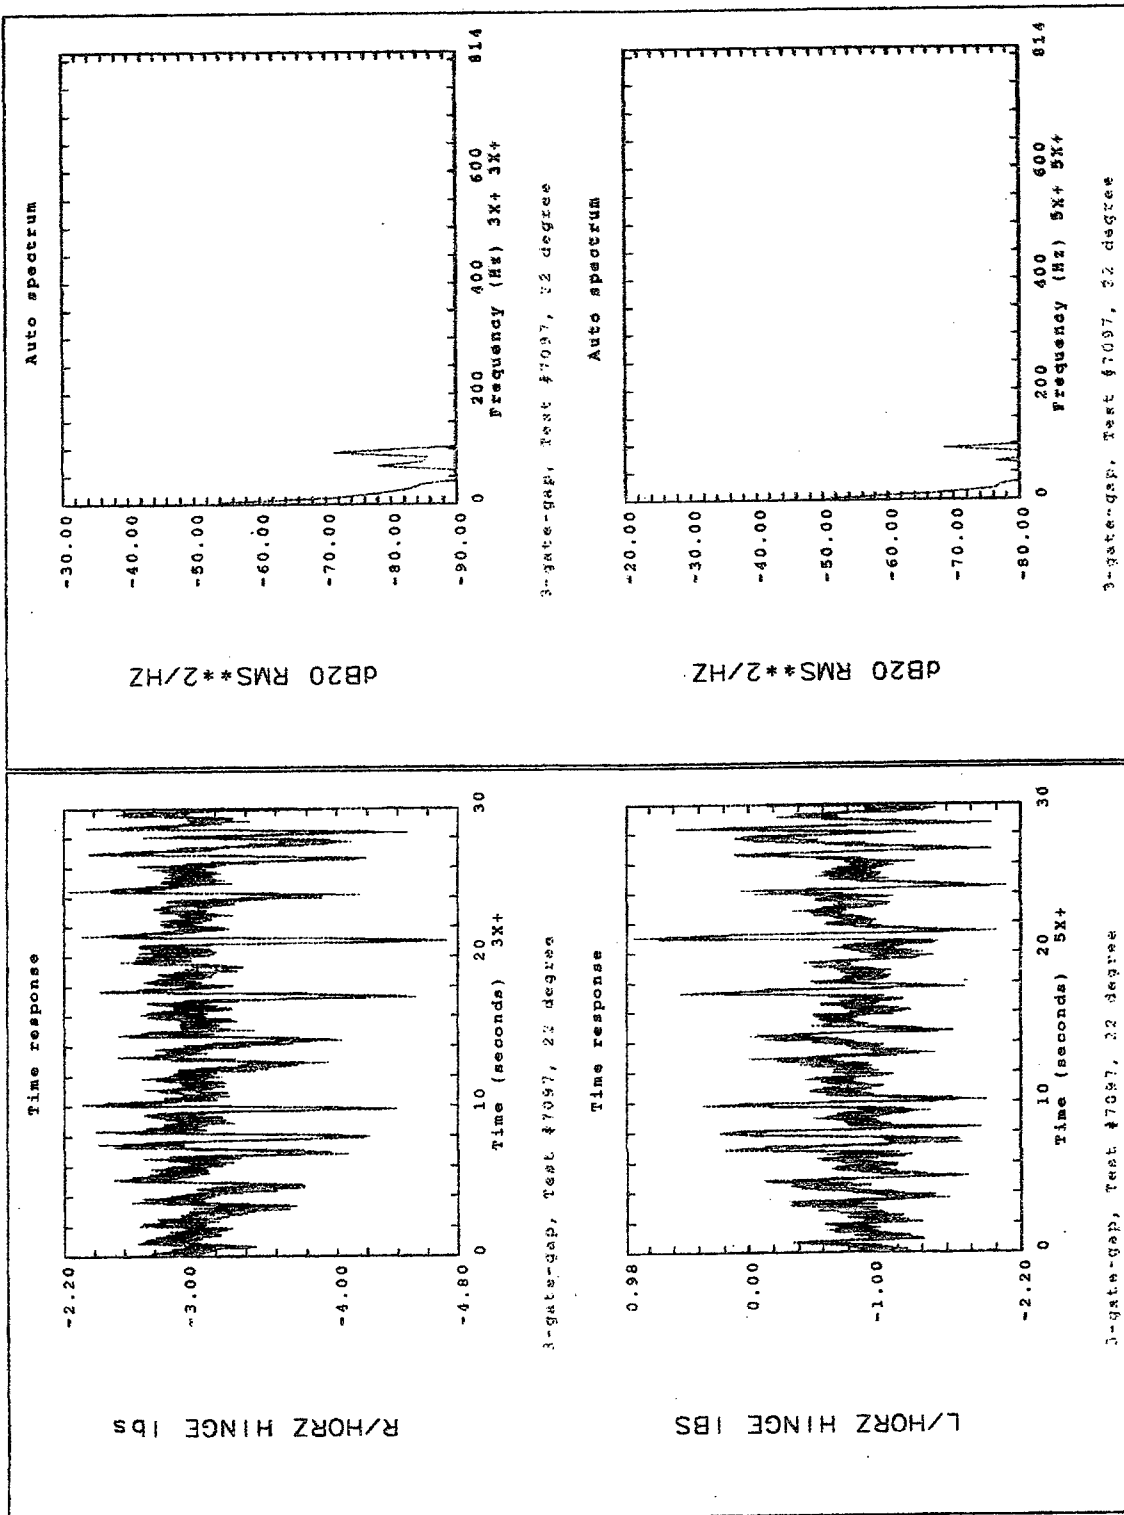 Time response
R/HORZ HINGE lbs
-2.20
-3.00
-4.00
-4.80
0
10
20
30
Time (seconds) 3X+
3-gate-gap, Test #7097, 22 degree
Auto spectrum
dB20 RMS**2/HZ
-30.00
-40.00
-50.00
-60.00
-70.00
-80.00
-90.00
0
200
400
600
814
Frequency (Hz) 3X+ 3X+
3-gate-gap, Test #7097, 22 degree
Time response
L/HORZ HINGE lBS
0.98
0.00
-1.00
-2.20
0
10
20
30
Time (seconds) 5X+
3-gate-gap, Test #7097, 22 degree
Auto spectrum
dB20 RMS**2/HZ
-20.00
-30.00
-40.00
-50.00
-60.00
-70.00
-80.00
0
200
400
600
814
Frequency (Hz) 5X+ 5X+
3-gate-gap, Test #7097, 22 degree